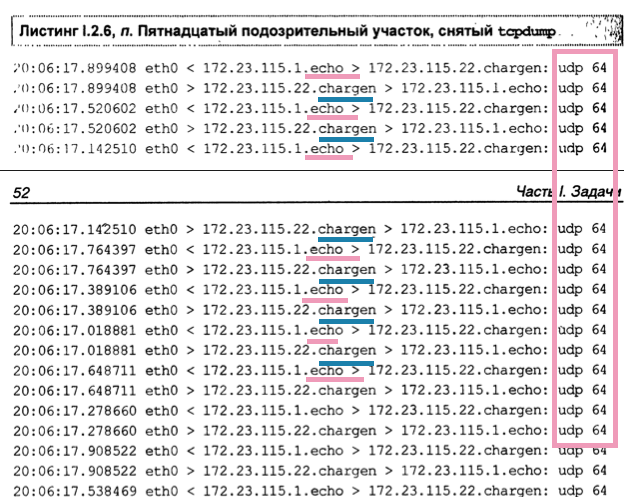 Листинг I.2.6, п. Пятнадцатый подозрительный участок, снятый tcpdump
20:06:17.899408 eth0 < 172.23.115.1.echo > 172.23.115.22.chargen: udp 64
20:06:17.899408 eth0 > 172.23.115.22.chargen > 172.23.115.1.echo: udp 64
20:06:17.520602 eth0 < 172.23.115.1.echo > 172.23.115.22.chargen: udp 64
20:06:17.520602 eth0 > 172.23.115.22.chargen > 172.23.115.1.echo: udp 64
20:06:17.142510 eth0 < 172.23.115.1.echo > 172.23.115.22.chargen: udp 64
52 Часть I. Задачи
20:06:17.142510 eth0 > 172.23.115.22.chargen > 172.23.115.1.echo: udp 64
20:06:17.764397 eth0 < 172.23.115.1.echo > 172.23.115.22.chargen: udp 64
20:06:17.764397 eth0 > 172.23.115.22.chargen > 172.23.115.1.echo: udp 64
20:06:17.389106 eth0 < 172.23.115.1.echo > 172.23.115.22.chargen: udp 64
20:06:17.389106 eth0 > 172.23.115.22.chargen > 172.23.115.1.echo: udp 64
20:06:17.018881 eth0 < 172.23.115.1.echo > 172.23.115.22.chargen: udp 64
20:06:17.018881 eth0 > 172.23.115.22.chargen > 172.23.115.1.echo: udp 64
20:06:17.648711 eth0 < 172.23.115.1.echo > 172.23.115.22.chargen: udp 64
20:06:17.648711 eth0 > 172.23.115.22.chargen > 172.23.115.1.echo: udp 64
20:06:17.278660 eth0 < 172.23.115.1.echo > 172.23.115.22.chargen: udp 64
20:06:17.278660 eth0 > 172.23.115.22.chargen > 172.23.115.1.echo: udp 64
20:06:17.908522 eth0 < 172.23.115.1.echo > 172.23.115.22.chargen: udp 64
20:06:17.908522 eth0 > 172.23.115.22.chargen > 172.23.115.1.echo: udp 64
20:06:17.538469 eth0 < 172.23.115.1.echo > 172.23.115.22.chargen: udp 64